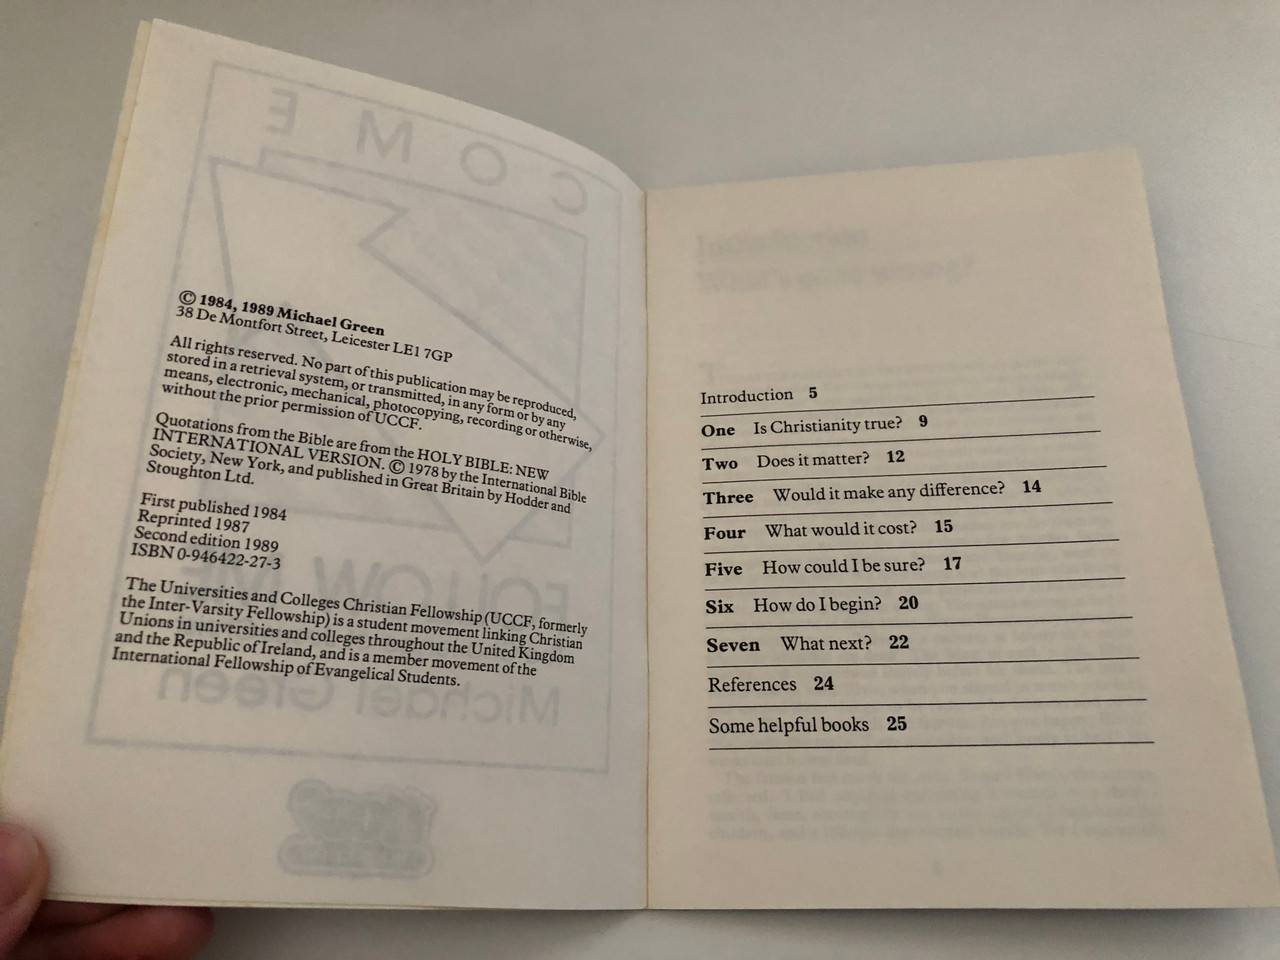 © 1984, 1989 Michael Green
38 De Montfort Street, Leicester LE1 7GP
All rights reserved. No part of this publication may be reproduced,
stored in a retrieval system, or transmitted, in any form or by any
means, electronic, mechanical, photocopying, recording or otherwise,
without the prior permission of UCCF.
Quotations from the Bible are from the HOLY BIBLE: NEW
INTERNATIONAL VERSION. © 1978 by the International Bible
Society, New York, and published in Great Britain by Hodder and
Stoughton Ltd.
First published 1984
Reprinted 1987
Second edition 1989
ISBN 0-946422-27-3
The Universities and Colleges Christian Fellowship (UCCF, formerly
the Inter-Varsity Fellowship) is a student movement linking Christian
Unions in universities and colleges throughout the United Kingdom
and the Republic of Ireland, and is a member movement of the
International Fellowship of Evangelical Students.
COME
FOLLOW
Michael Green
Introduction 5
One Is Christianity true? 9
Two Does it matter? 12
Three Would it make any difference? 14
Four What would it cost? 15
Five How could I be sure? 17
Six How do I begin? 20
Seven What next? 22
References 24
Some helpful books 25